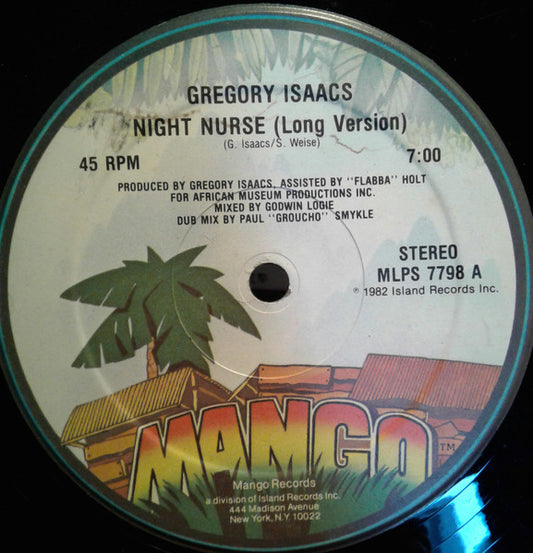 GREGORY ISAACS
NIGHT NURSE (Long Version)
(G. Isaacs/S. Weise)
45 RPM
7:00
PRODUCED BY GREGORY ISAACS, ASSISTED BY "FLABBA" HOLT
FOR AFRICAN MUSEUM PRODUCTIONS INC.
MIXED BY GODWIN LOGIE
DUB MIX BY PAUL "GROUCHO" SMYKLE
STEREO
MLPS 7798 A
℗ 1982 Island Records Inc.
MANGO
TM
Mango Records
a division of Island Records Inc.
444 Madison Avenue
New York, N.Y. 10022